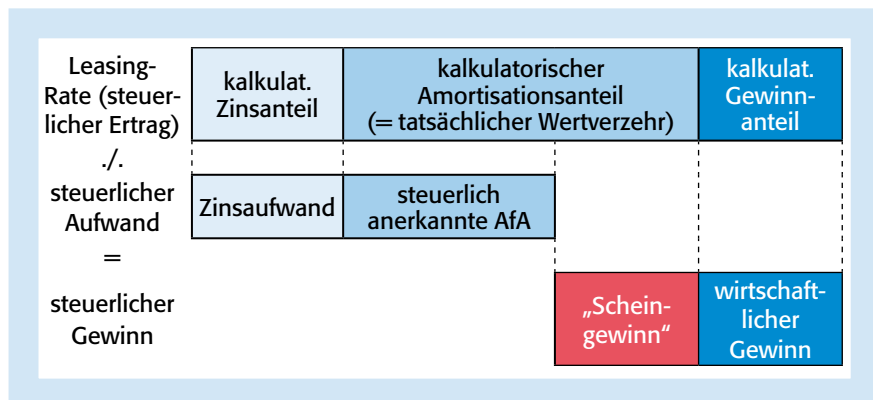 Leasing-
Rate (steuer-
licher Ertrag)
kalkulat.
Zinsanteil
kalkulatorischer
Amortisationsanteil
(= tatsächlicher Wertverzehr)
kalkulat.
Gewinn-
anteil
./.
steuerlicher
Aufwand
Zinsaufwand
steuerlich
anerkannte AfA
=
steuerlicher
Gewinn
„Schein-
gewinn“
wirtschaft-
licher
Gewinn